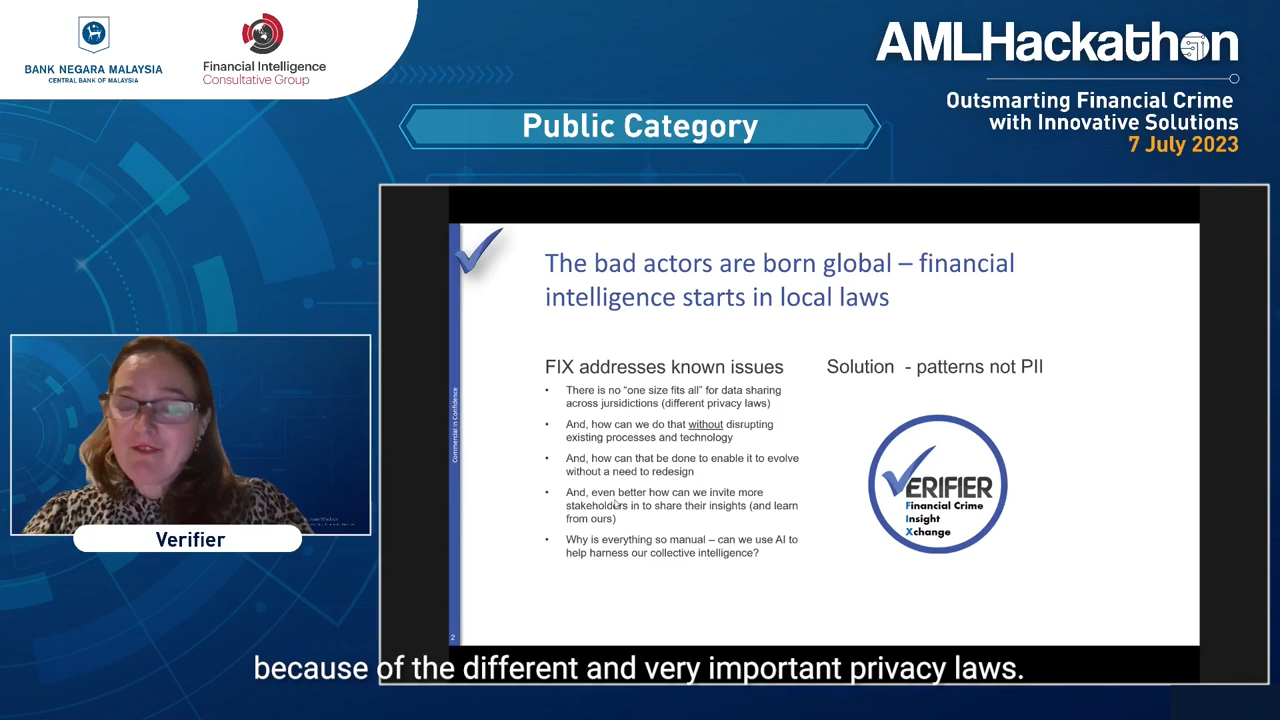 BANK NEGARA MALAYSIA
CENTRAL BANK OF MALAYSIA
Financial Intelligence
Consultative Group
AMLHackathon
Outsmarting Financial Crime
with Innovative Solutions
7 July 2023
Public Category
The bad actors are born global – financial
intelligence starts in local laws
FIX addresses known issues
• There is no “one size fits all” for data sharing
across jursidictions (different privacy laws)
• And, how can we do that without disrupting
existing processes and technology
• And, how can that be done to enable it to evolve
without a need to redesign
• And, even better how can we invite more
stakeholders in to share their insights (and learn
from ours)
• Why is everything so manual – can we use AI to
help harness our collective intelligence?
Solution - patterns not PII
VERIFIER
Financial Crime
Insight
Xchange
Commercial in Confidence
2
Verifier
because of the different and very important privacy laws.